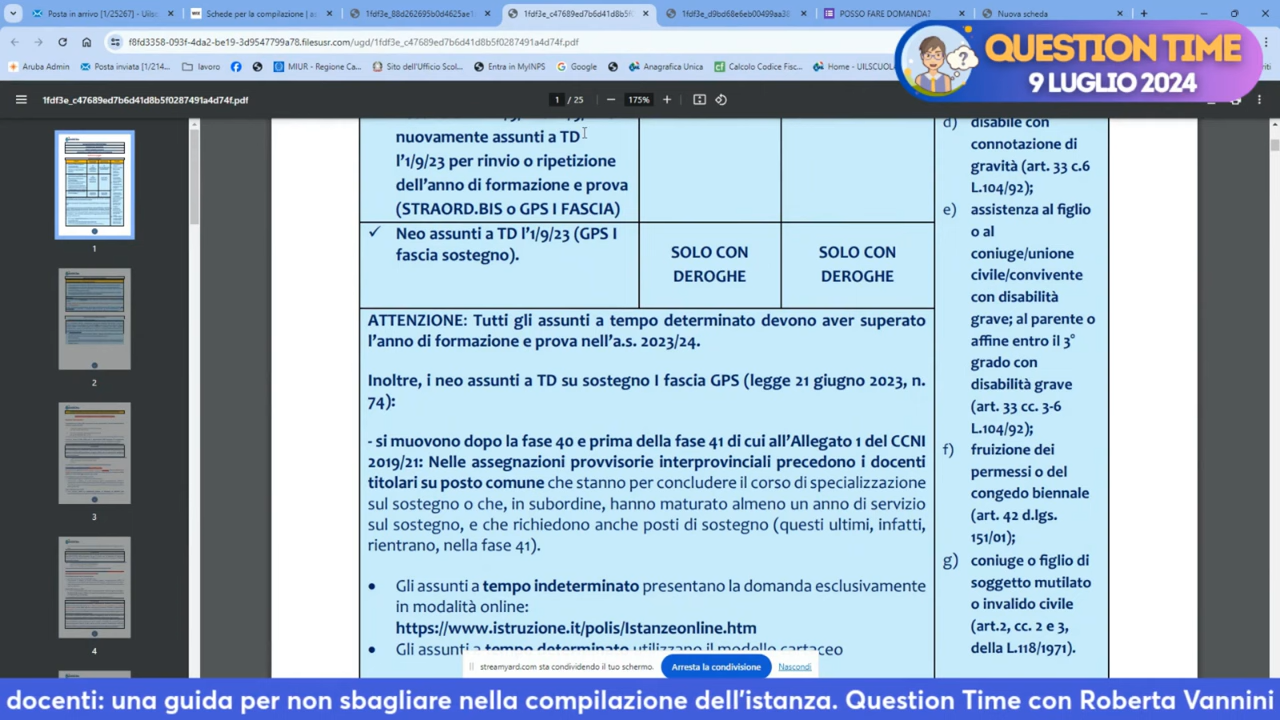 Posta in arrivo [1/25267] - Uils
Schede per la compilazione | as
1fdf3e_88d262695b0d4625ae1
1fdf3e_c47689ed7b6d41d8b5f
1fdf3e_d9bd68e6eb00499aa38
POSSO FARE DOMANDA?
Nuova scheda
f8fd3358-093f-4da2-be19-3d9547799a78.filesusr.com/ugd/1fdf3e_c47689ed7b6d41d8b5f0287491a4d74f.pdf
Aruba Admin
Posta inviata [1/214...
lavoro
MIUR - Regione Ca...
Sito dell'Ufficio Scol...
Entra in MyINPS
Google
Anagrafica Unica
Calcolo Codice Fisc...
Home - UILSCUOL
QUESTION TIME
9 LUGLIO 2024
1fdf3e_c47689ed7b6d41d8b5f0287491a4d74f.pdf
1 / 25
175%
nuovamente assunti a TD
l'1/9/23 per rinvio o ripetizione
dell'anno di formazione e prova
(STRAORD.BIS o GPS I FASCIA)
✓ Neo assunti a TD l'1/9/23 (GPS I
fascia sostegno).
SOLO CON
DEROGHE
SOLO CON
DEROGHE
ATTENZIONE: Tutti gli assunti a tempo determinato devono aver superato
l'anno di formazione e prova nell'a.s. 2023/24.
Inoltre, i neo assunti a TD su sostegno I fascia GPS (legge 21 giugno 2023, n.
74):
- si muovono dopo la fase 40 e prima della fase 41 di cui all'Allegato 1 del CCNI
2019/21: Nelle assegnazioni provvisorie interprovinciali precedono i docenti
titolari su posto comune che stanno per concludere il corso di specializzazione
sul sostegno o che, in subordine, hanno maturato almeno un anno di servizio
sul sostegno, e che richiedono anche posti di sostegno (questi ultimi, infatti,
rientrano, nella fase 41).
• Gli assunti a tempo indeterminato presentano la domanda esclusivamente
in modalità online:
https://www.istruzione.it/polis/Istanzeonline.htm
• Gli assunti a tempo determinato utilizzano il modello cartaceo
d) disabile con
connotazione di
gravità (art. 33 c.6
L.104/92);
e) assistenza al figlio
o al
coniuge/unione
civile/convivente
con disabilità
grave; al parente o
affine entro il 3°
grado con
disabilità grave
(art. 33 cc. 3-6
L.104/92);
f) fruizione dei
permessi o del
congedo biennale
(art. 42 d.lgs.
151/01);
g) coniuge o figlio di
soggetto mutilato
o invalido civile
(art.2, cc. 2 e 3,
della L.118/1971).
1
2
3
4
streamyard.com sta condividendo il tuo schermo.
Arresta la condivisione
Nascondi
docenti: una guida per non sbagliare nella compilazione dell'istanza. Question Time con Roberta Vannini